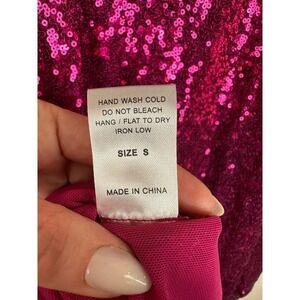 HAND WASH COLD
DO NOT BLEACH
HANG / FLAT TO DRY
IRON LOW
SIZE S
MADE IN CHINA